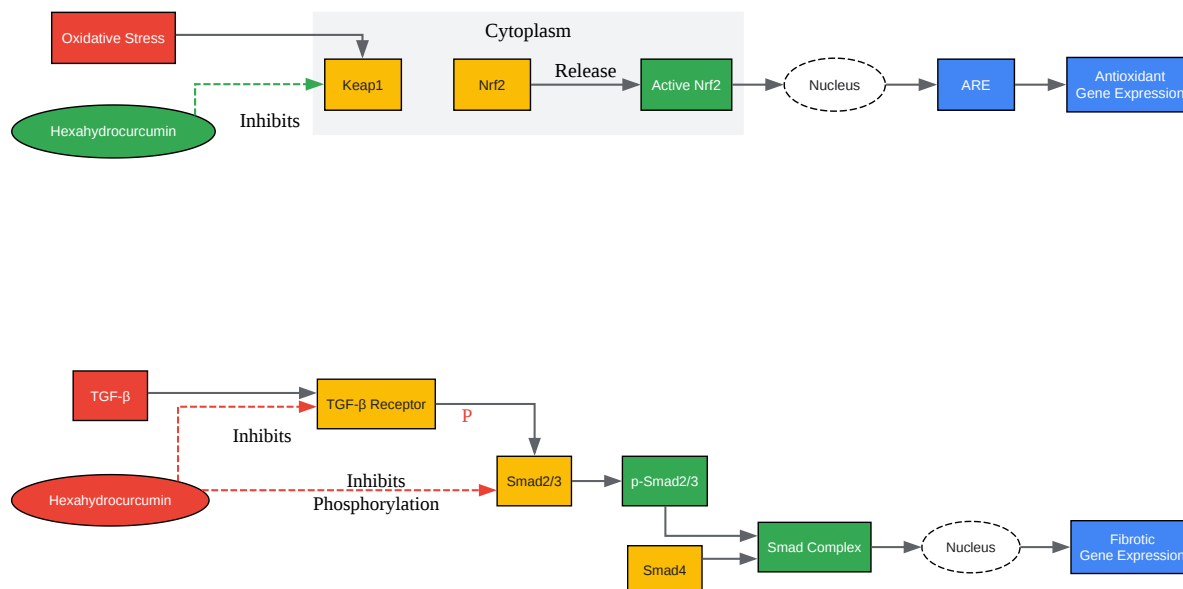 Oxidative Stress
Cytoplasm
Keap1
Nrf2
Release
Active Nrf2
Nucleus
ARE
Antioxidant
Gene Expression
Hexahydrocurcumin
Inhibits
TGF-β
TGF-β Receptor
P
Inhibits
Hexahydrocurcumin
Inhibits
Phosphorylation
Smad2/3
p-Smad2/3
Smad4
Smad Complex
Nucleus
Fibrotic
Gene Expression